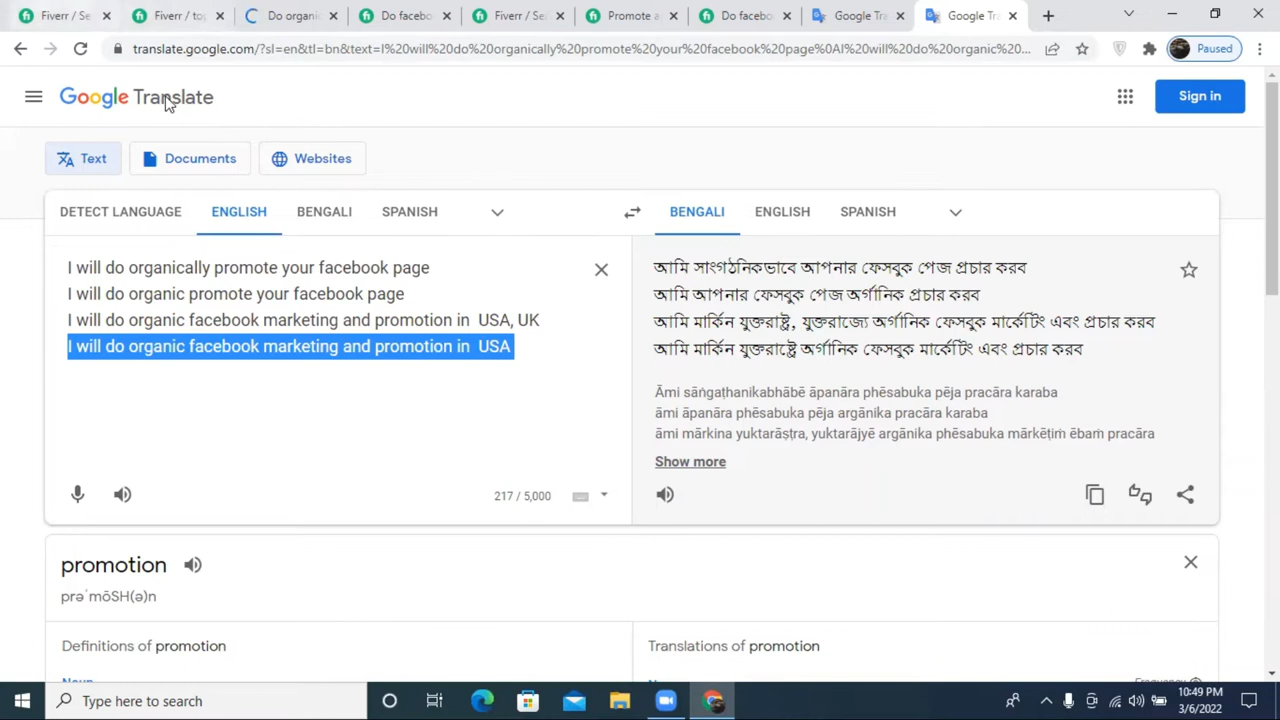 Fiverr / Se
Fiverr / to
Do organic
Do facebo
Fiverr / Se
Promote a
Do facebo
Google Tra
Google Tra
translate.google.com/?sl=en&tl=bn&text=I%20will%20do%20organically%20promote%20your%20facebook%20page%0AI%20will%20do%20organic%20...
Paused
Google Translate
Sign in
Text
Documents
Websites
DETECT LANGUAGE
ENGLISH
BENGALI
SPANISH
BENGALI
ENGLISH
SPANISH
I will do organically promote your facebook page
I will do organic promote your facebook page
I will do organic facebook marketing and promotion in  USA, UK
I will do organic facebook marketing and promotion in  USA
আমি সাংগঠনিকভাবে আপনার ফেসবুক পেজ প্রচার করব
আমি আপনার ফেসবুক পেজ অর্গানিক প্রচার করব
আমি মার্কিন যুক্তরাষ্ট্র, যুক্তরাজ্যে অর্গানিক ফেসবুক মার্কেটিং এবং প্রচার করব
আমি মার্কিন যুক্তরাষ্ট্রে অর্গানিক ফেসবুক মার্কেটিং এবং প্রচার করব
Āmi sāṅgaṭhanikabhābē āpanāra phēsabuka pēja pracāra karaba
āmi āpanāra phēsabuka pēja argānika pracāra karaba
āmi mārkina yuktarāṣṭra, yuktarājyē argānika phēsabuka mārkēṭiṁ ēbaṁ pracāra
Show more
217 / 5,000
promotion
prəˈmōSH(ə)n
Definitions of promotion
Translations of promotion
Type here to search
10:49 PM
3/6/2022